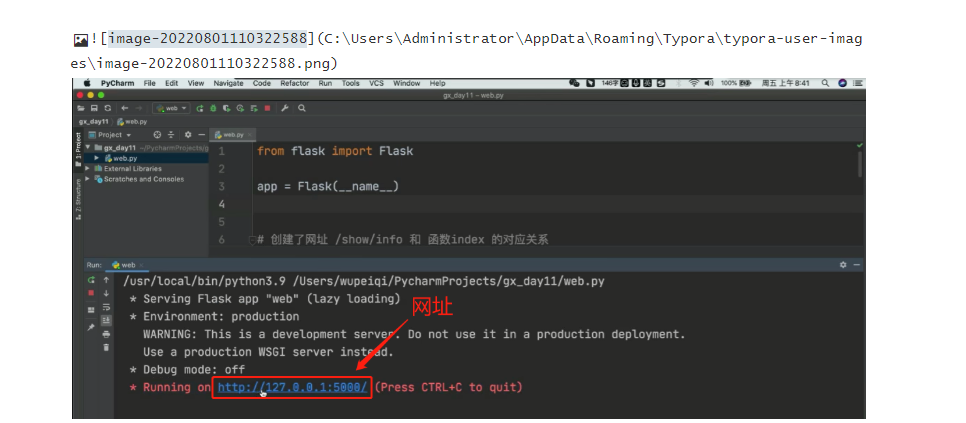 ![image-20220801110322588](C:\Users\Administrator\AppData\Roaming\Typora\typora-user-imag
es\image-20220801110322588.png)
PyCharm File Edit View Navigate Code Refactor Run Tools VCS Window Help 100% 周五上午8:41
gx_day11 – web.py
web
gx_day11 web.py
Project web.py
1: Project
gx_day11 ~/PycharmProjects/g
web.py
External Libraries
Scratches and Consoles
Z: Structure
1 from flask import Flask
2
3 app = Flask(__name__)
4
5
6 # 创建了网址 /show/info 和 函数index 的对应关系
Run: web
/usr/local/bin/python3.9 /Users/wupeiqi/PycharmProjects/gx_day11/web.py
* Serving Flask app "web" (lazy loading)
网址
* Environment: production
WARNING: This is a development server. Do not use it in a production deployment.
Use a production WSGI server instead.
* Debug mode: off
* Running on http://127.0.0.1:5000/ (Press CTRL+C to quit)